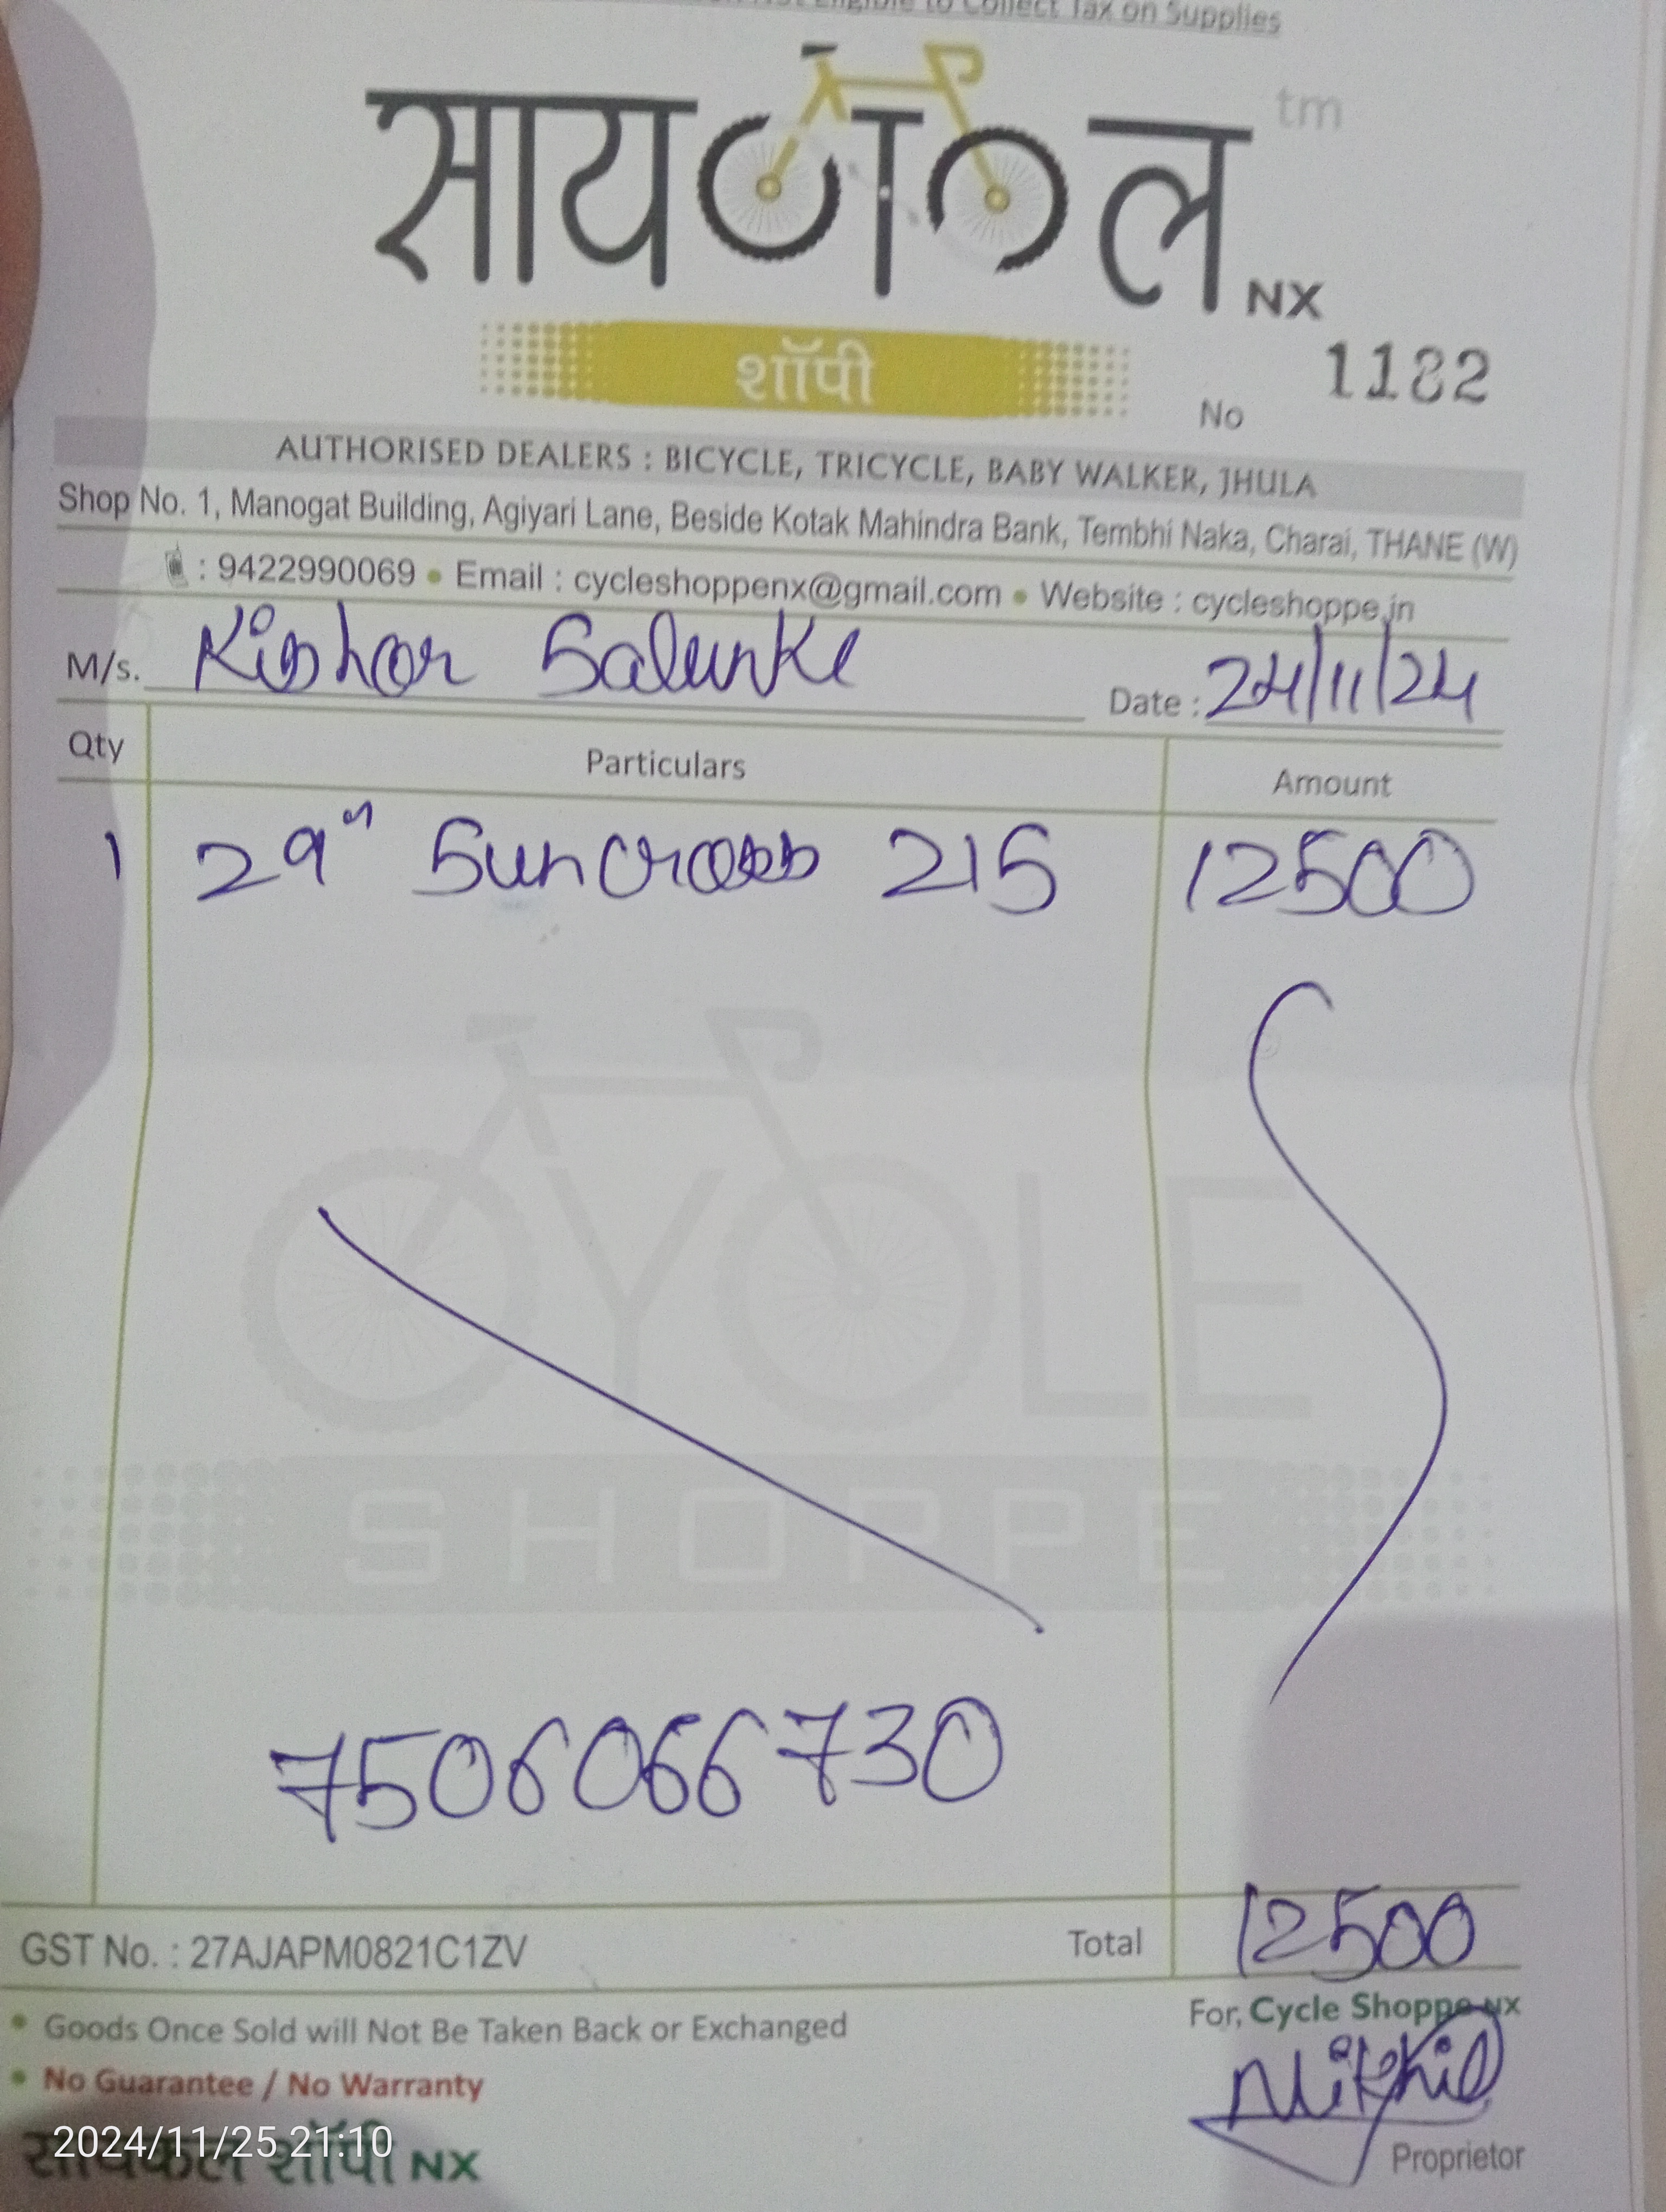 Eligible to Collect Tax on Supplies
सायकल tm
NX
शॉपी
No 1182
AUTHORISED DEALERS : BICYCLE, TRICYCLE, BABY WALKER, JHULA
Shop No. 1, Manogat Building, Agiyari Lane, Beside Kotak Mahindra Bank, Tembhi Naka, Charai, THANE (W)
: 9422990069 • Email : cycleshoppenx@gmail.com • Website : cycleshoppe.in
M/s. Kishor Salunke Date : 24/11/24
Qty Particulars Amount
1 29" Suncross 215 12500
CYCLE
SHOPPE
7506066730
GST No. : 27AJAPM0821C1ZV Total 12500
• Goods Once Sold will Not Be Taken Back or Exchanged
For, Cycle Shoppe NX
• No Guarantee / No Warranty
Nikhil
Proprietor
सायकल शॉपी NX
2024/11/25 21:10